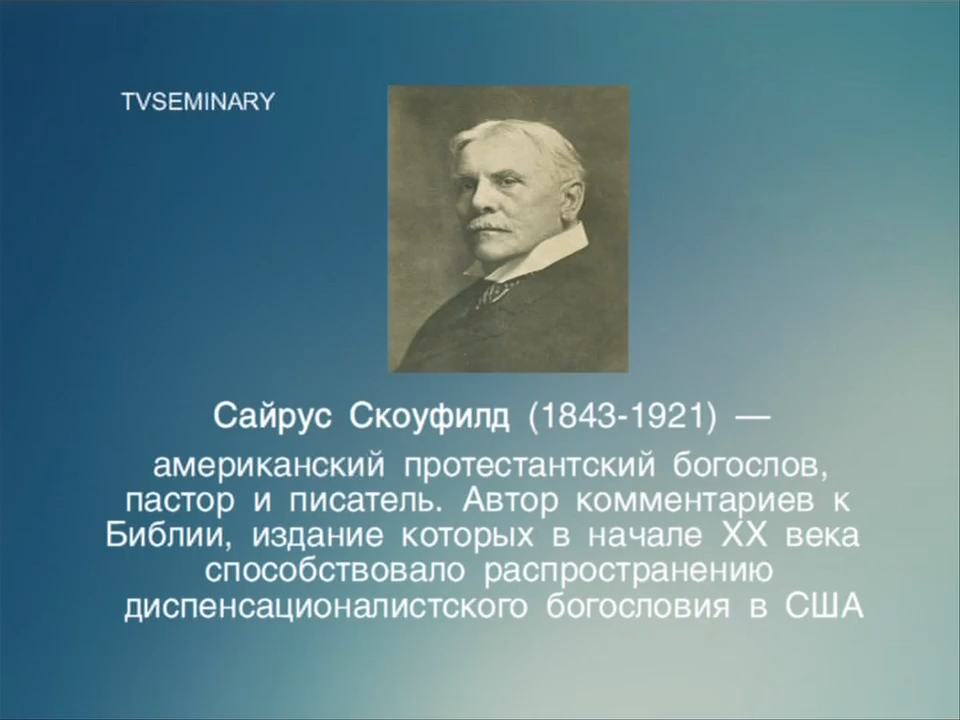 TVSEMINARY
Сайрус Скоуфилд (1843-1921) —
американский протестантский богослов,
пастор и писатель. Автор комментариев к
Библии, издание которых в начале XX века
способствовало распространению
диспенсационалистского богословия в США